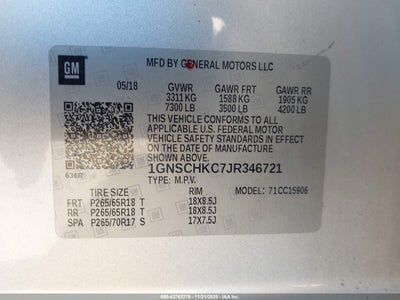 GM
MFD BY GENERAL MOTORS LLC
05/18 GVWR GAWR FRT GAWR RR
3311 KG 1588 KG 1905 KG
7300 LB 3500 LB 4200 LB
THIS VEHICLE CONFORMS TO ALL
APPLICABLE U.S. FEDERAL MOTOR
VEHICLE SAFETY STANDARDS IN
EFFECT ON THE DATE OF
MANUFACTURE SHOWN ABOVE.
636R 1GNSCHKC7JR346721
TYPE: M.P.V.
TIRE SIZE RIM 71CC15906
FRT P265/65R18 T 18X8.5J
RR P265/65R18 T 18X8.5J
SPA P265/70R17 S 17X7.5J